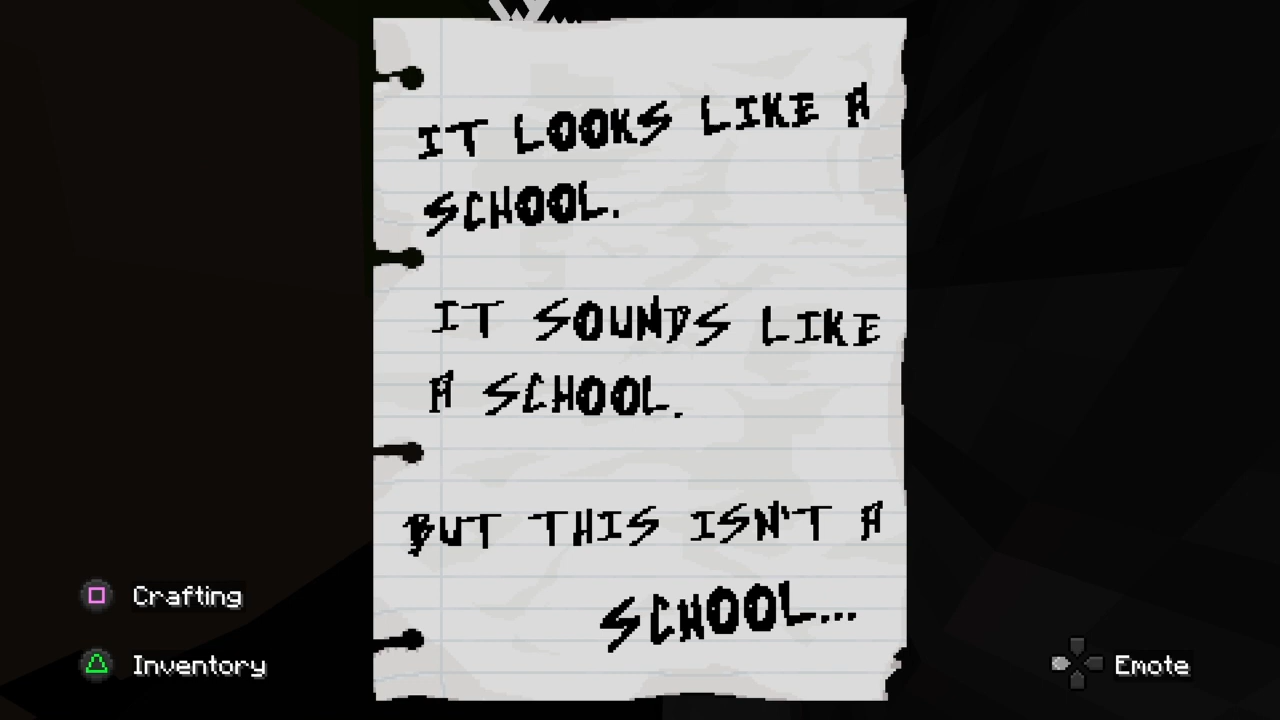 IT LOOKS LIKE A
SCHOOL.
IT SOUNDS LIKE
A SCHOOL.
BUT THIS ISN'T A
SCHOOL...
Crafting
Inventory
Emote